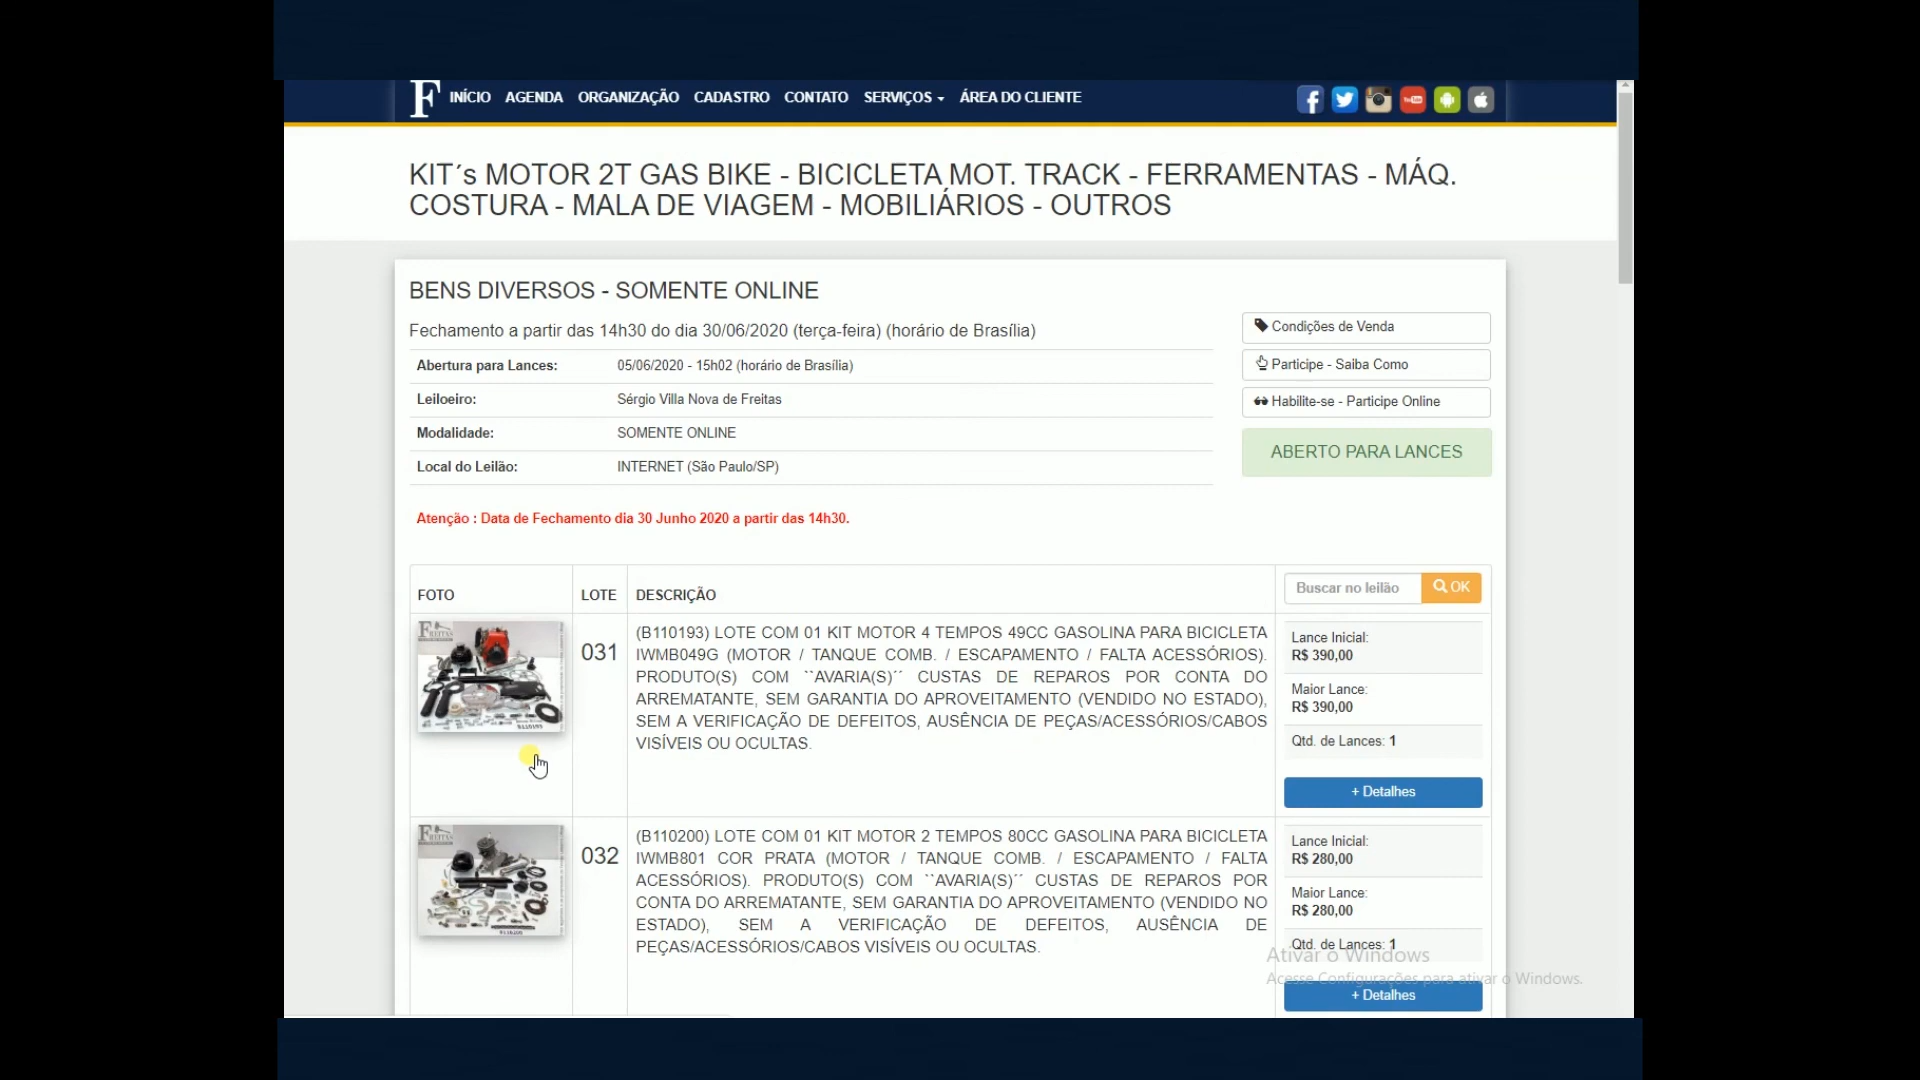 F INÍCIO AGENDA ORGANIZAÇÃO CADASTRO CONTATO SERVIÇOS ÁREA DO CLIENTE
KIT´s MOTOR 2T GAS BIKE - BICICLETA MOT. TRACK - FERRAMENTAS - MÁQ.
COSTURA - MALA DE VIAGEM - MOBILIÁRIOS - OUTROS
BENS DIVERSOS - SOMENTE ONLINE
Fechamento a partir das 14h30 do dia 30/06/2020 (terça-feira) (horário de Brasília)
Abertura para Lances: 05/06/2020 - 15h02 (horário de Brasília)
Leiloeiro: Sérgio Villa Nova de Freitas
Modalidade: SOMENTE ONLINE
Local do Leilão: INTERNET (São Paulo/SP)
Condições de Venda
Participe - Saiba Como
Habilite-se - Participe Online
ABERTO PARA LANCES
Atenção : Data de Fechamento dia 30 Junho 2020 a partir das 14h30.
FOTO LOTE DESCRIÇÃO Buscar no leilão OK
FREITAS
B110193
031
(B110193) LOTE COM 01 KIT MOTOR 4 TEMPOS 49CC GASOLINA PARA BICICLETA
IWMB049G (MOTOR / TANQUE COMB. / ESCAPAMENTO / FALTA ACESSÓRIOS).
PRODUTO(S) COM ``AVARIA(S)´´ CUSTAS DE REPAROS POR CONTA DO
ARREMATANTE, SEM GARANTIA DO APROVEITAMENTO (VENDIDO NO ESTADO),
SEM A VERIFICAÇÃO DE DEFEITOS, AUSÊNCIA DE PEÇAS/ACESSÓRIOS/CABOS
VISÍVEIS OU OCULTAS.
Lance Inicial:
R$ 390,00
Maior Lance:
R$ 390,00
Qtd. de Lances: 1
+ Detalhes
FREITAS
B110200
032
(B110200) LOTE COM 01 KIT MOTOR 2 TEMPOS 80CC GASOLINA PARA BICICLETA
IWMB801 COR PRATA (MOTOR / TANQUE COMB. / ESCAPAMENTO / FALTA
ACESSÓRIOS). PRODUTO(S) COM ``AVARIA(S)´´ CUSTAS DE REPAROS POR
CONTA DO ARREMATANTE, SEM GARANTIA DO APROVEITAMENTO (VENDIDO NO
ESTADO), SEM A VERIFICAÇÃO DE DEFEITOS, AUSÊNCIA DE
PEÇAS/ACESSÓRIOS/CABOS VISÍVEIS OU OCULTAS.
Lance Inicial:
R$ 280,00
Maior Lance:
R$ 280,00
Qtd. de Lances: 1
Ativar o Windows
Acesse Configurações para ativar o Windows.
+ Detalhes